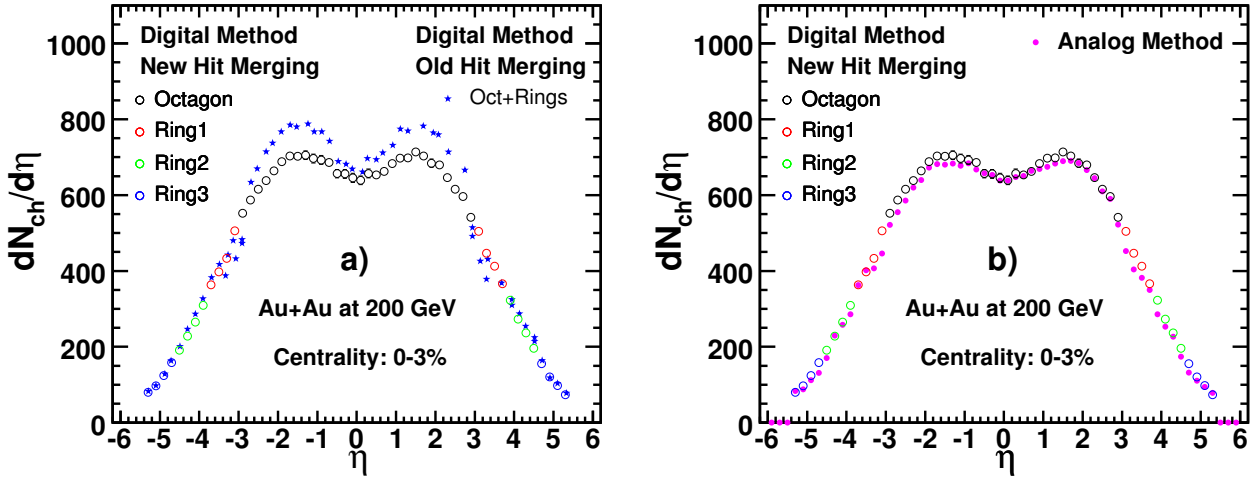 1000
800
600
400
200
0
dN_ch/dη
Digital Method
New Hit Merging
Octagon
Ring1
Ring2
Ring3
Digital Method
Old Hit Merging
Oct+Rings
a)
Au+Au at 200 GeV
Centrality: 0-3%
-6 -5 -4 -3 -2 -1 0 1 2 3 4 5 6
η
1000
800
600
400
200
0
dN_ch/dη
Digital Method
New Hit Merging
Octagon
Ring1
Ring2
Ring3
Analog Method
b)
Au+Au at 200 GeV
Centrality: 0-3%
-6 -5 -4 -3 -2 -1 0 1 2 3 4 5 6
η